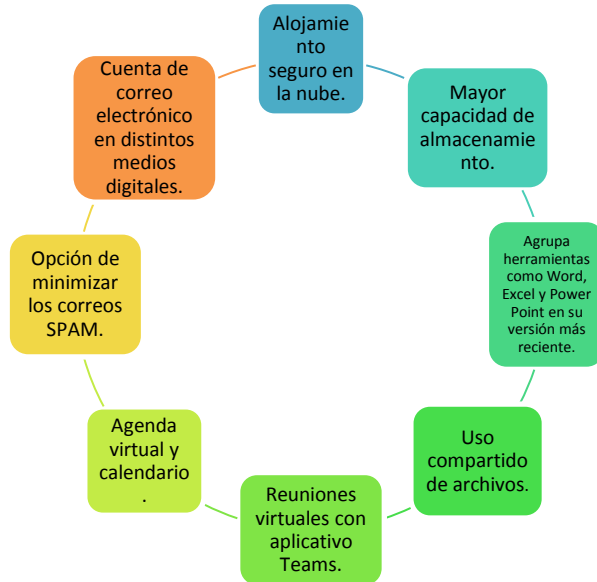 Alojamie
nto
seguro en
la nube.
Mayor
capacidad de
almacenamie
nto.
Agrupa
herramientas
como Word,
Excel y Power
Point en su
versión más
reciente.
Uso
compartido
de archivos.
Reuniones
virtuales con
aplicativo
Teams.
Agenda
virtual y
calendario
.
Opción de
minimizar
los correos
SPAM.
Cuenta de
correo
electrónico
en distintos
medios
digitales.